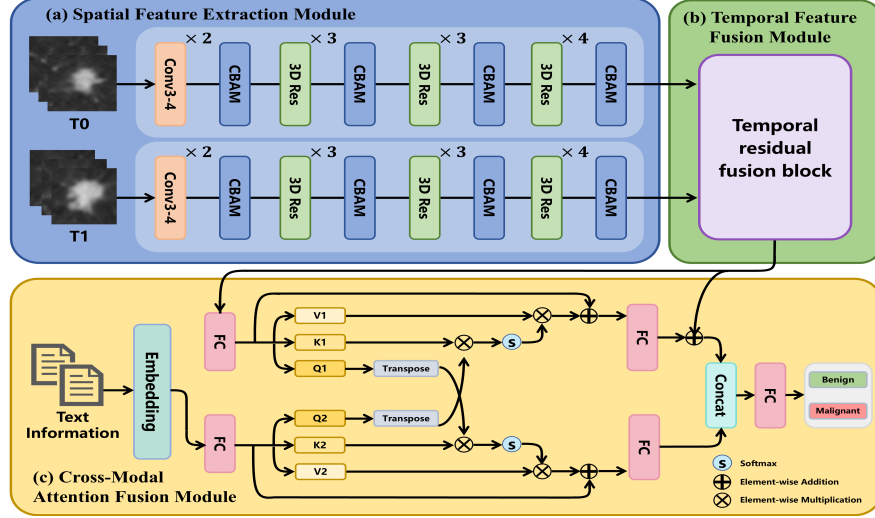 (a) Spatial Feature Extraction Module
(b) Temporal Feature
Fusion Module
× 2
× 3
× 3
× 4
Conv3-4
CBAM
3D Res
CBAM
3D Res
CBAM
3D Res
CBAM
T0
× 2
× 3
× 3
× 4
Conv3-4
CBAM
3D Res
CBAM
3D Res
CBAM
3D Res
CBAM
T1
Temporal
residual
fusion block
FC
V1
K1
S
Q1
Transpose
FC
Text
Information
Embedding
FC
Q2
Transpose
K2
S
V2
FC
Concat
FC
Benign
Malignant
(c) Cross-Modal
Attention Fusion Module
S
Softmax
Element-wise Addition
Element-wise Multiplication